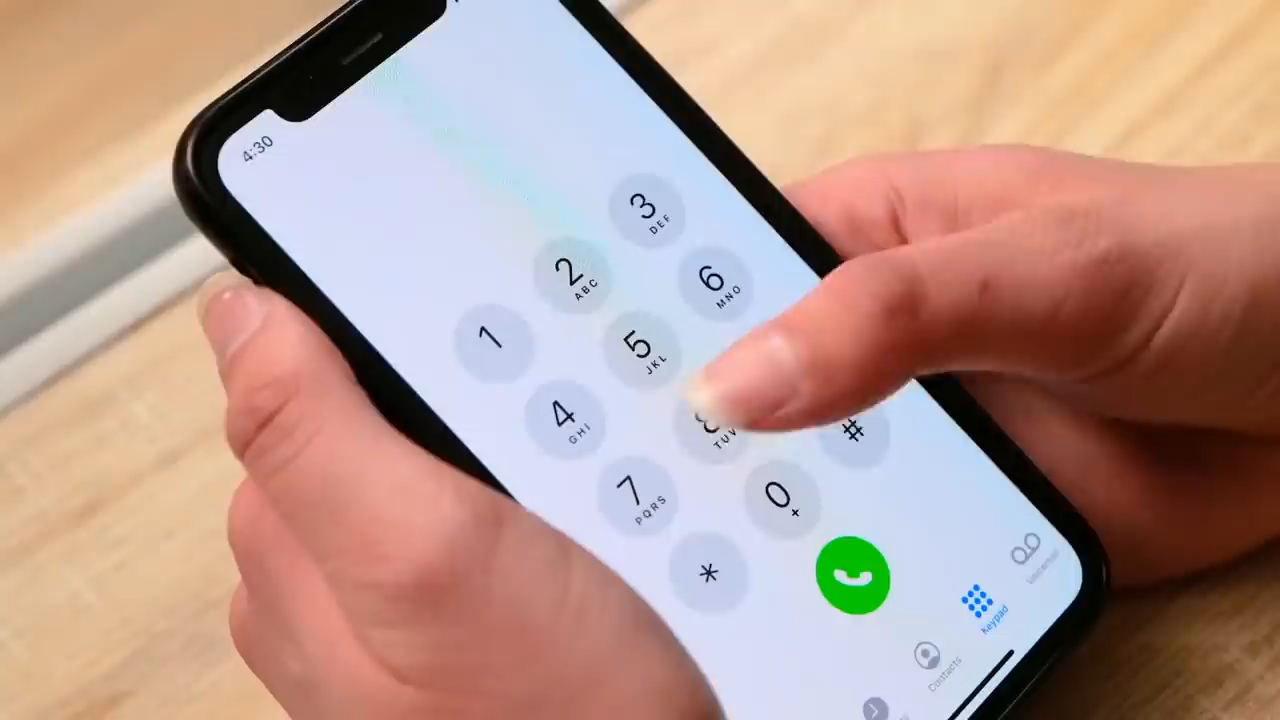 4:30
1
2
ABC
3
DEF
4
GHI
5
JKL
6
MNO
7
PQRS
TUV
*
0
+
#
Contacts
Keypad
Voicemail